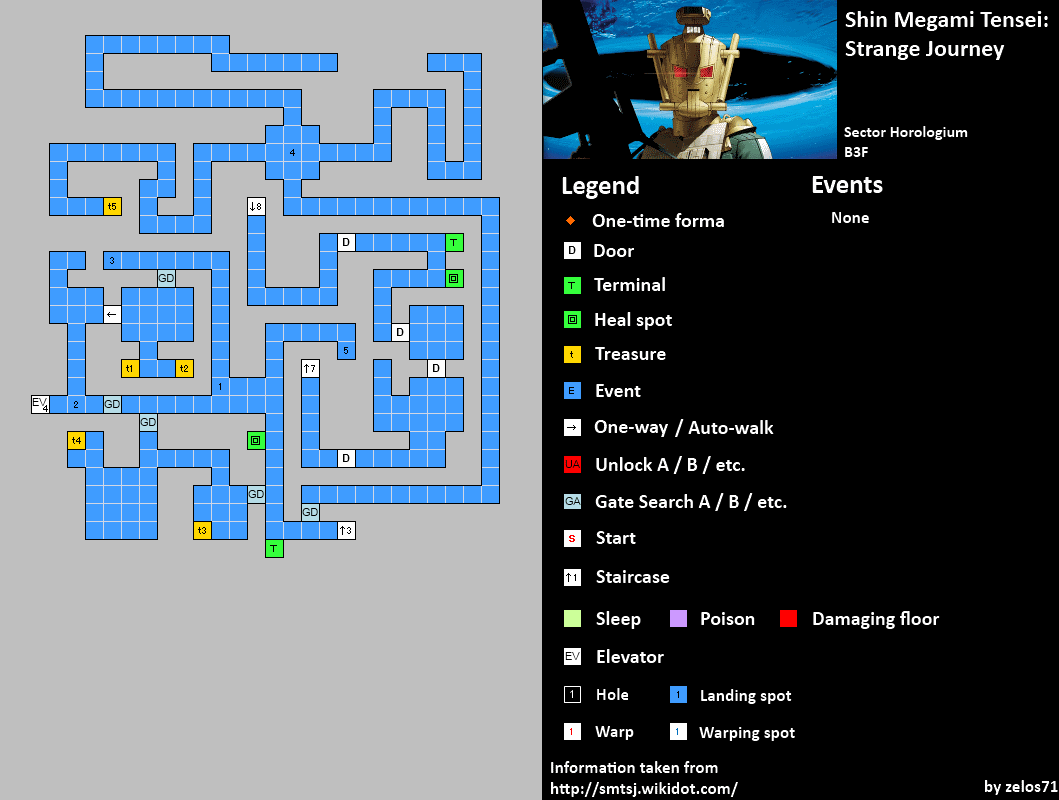 4
t5
↓8
D
T
3
GD
←
D
t1
t2
5
↑7
D
1
EV4
2
GD
GD
t4
D
GD
GD
t3
↑3
T
Shin Megami Tensei:
Strange Journey
Sector Horologium
B3F
Legend
Events
None
One-time forma
D Door
T Terminal
Heal spot
t Treasure
E Event
→ One-way / Auto-walk
UA Unlock A / B / etc.
GA Gate Search A / B / etc.
S Start
↑1 Staircase
Sleep Poison Damaging floor
EV Elevator
1 Hole 1 Landing spot
1 Warp 1 Warping spot
Information taken from
http://smtsj.wikidot.com/
by zelos71